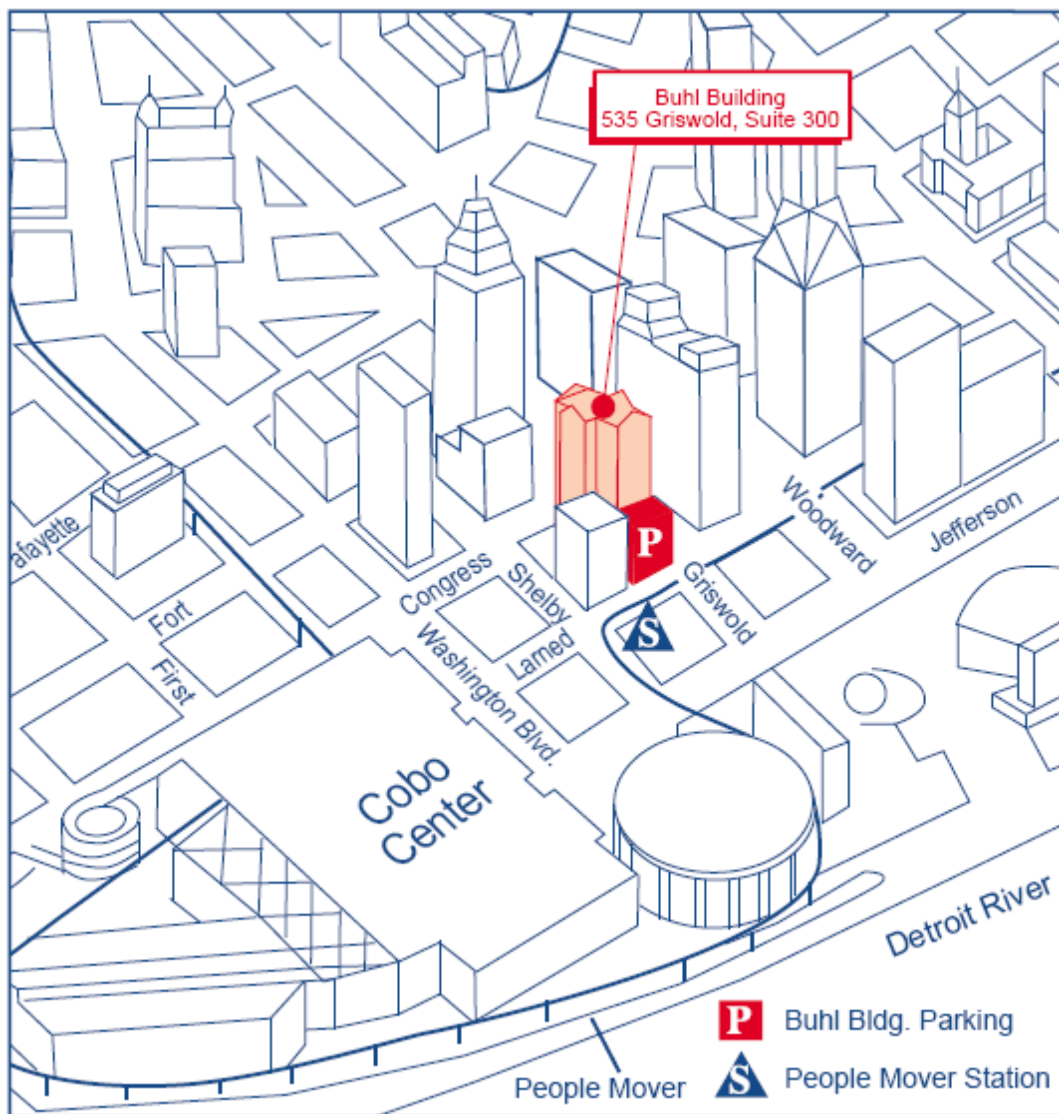 Buhl Building
535 Griswold, Suite 300
Woodward
Jefferson
afayette
Fort
First
Congress
Shelby
Larned
Washington Blvd.
Griswold
P
S
Cobo
Center
Detroit River
P Buhl Bldg. Parking
S People Mover Station
People Mover